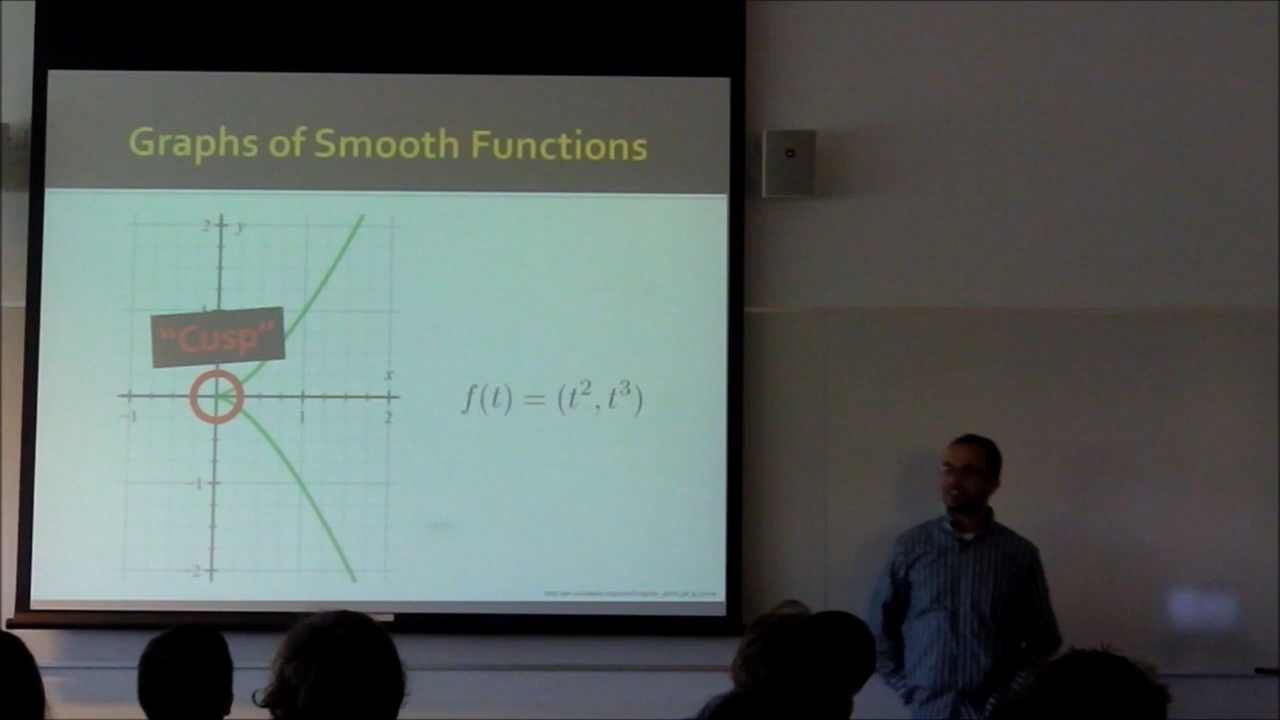 Graphs of Smooth Functions
2 y
"Cusp"
x
-1 1 2
f(t) = (t², t³)
-1
-2